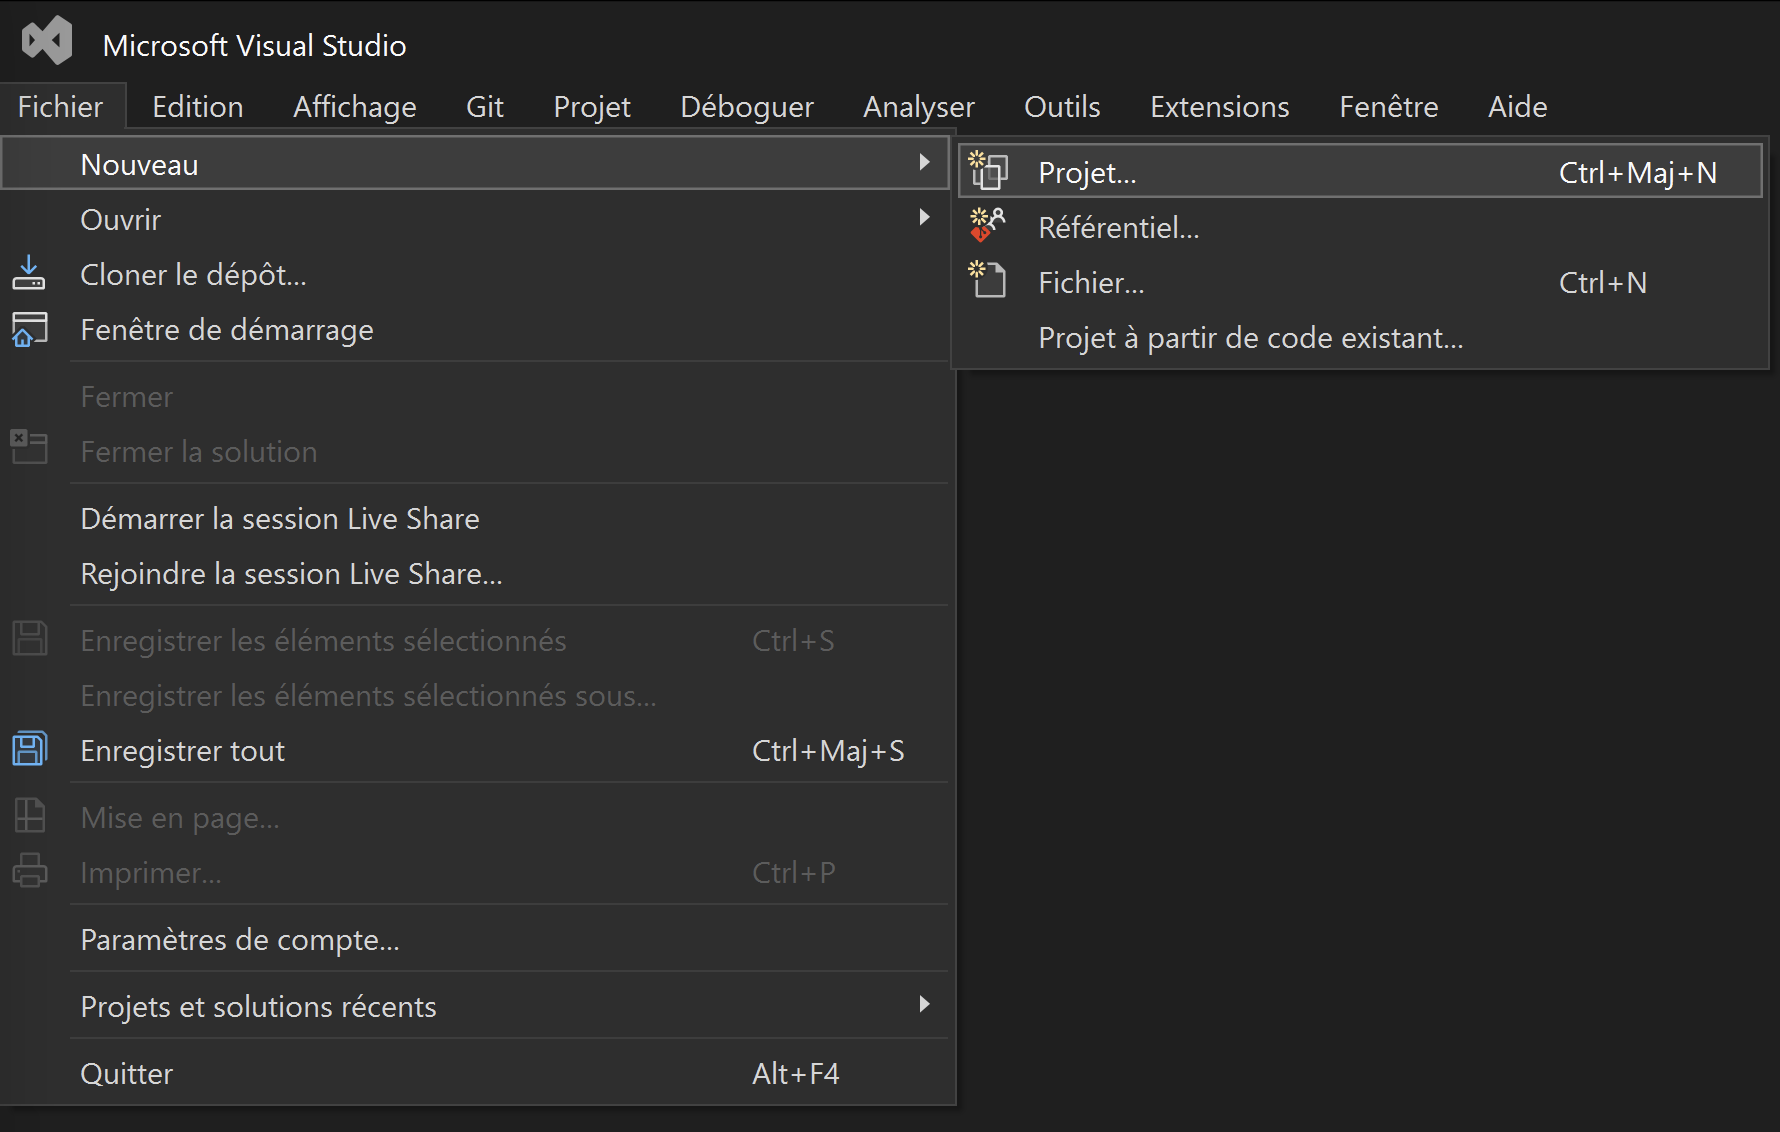 Microsoft Visual Studio
Fichier Edition Affichage Git Projet Déboguer Analyser Outils Extensions Fenêtre Aide
Nouveau
Ouvrir
Cloner le dépôt...
Fenêtre de démarrage
Fermer
Fermer la solution
Démarrer la session Live Share
Rejoindre la session Live Share...
Enregistrer les éléments sélectionnés Ctrl+S
Enregistrer les éléments sélectionnés sous...
Enregistrer tout Ctrl+Maj+S
Mise en page...
Imprimer... Ctrl+P
Paramètres de compte...
Projets et solutions récents
Quitter Alt+F4
Projet... Ctrl+Maj+N
Référentiel...
Fichier... Ctrl+N
Projet à partir de code existant...